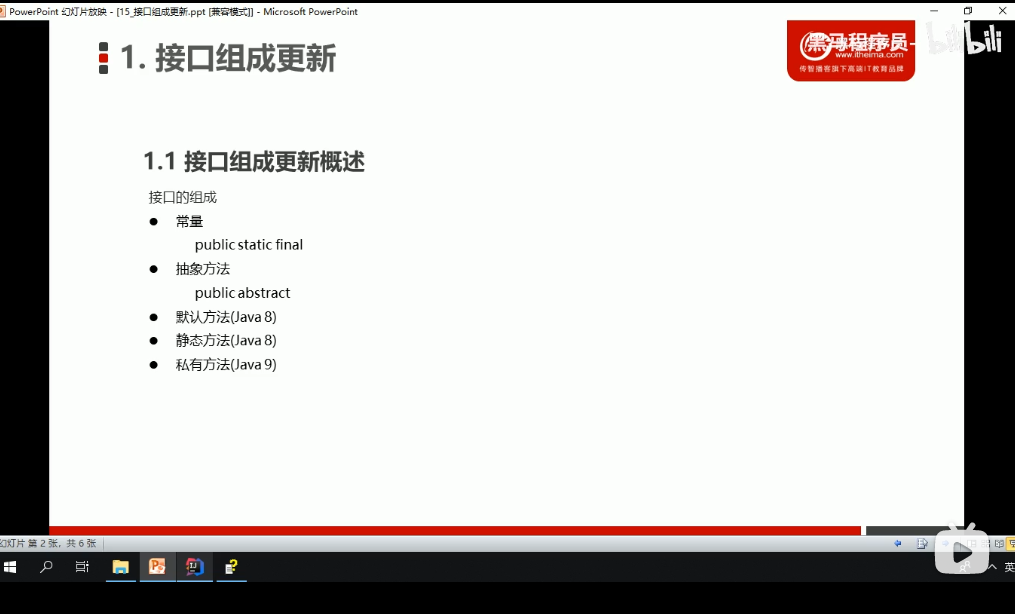 PowerPoint 幻灯片放映 - [15_接口组成更新.ppt [兼容模式]] - Microsoft PowerPoint
1. 接口组成更新
黑马程序员
www.itheima.com
传智播客旗下高端IT教育品牌
bilibili
1.1 接口组成更新概述
接口的组成
● 常量
public static final
● 抽象方法
public abstract
● 默认方法(Java 8)
● 静态方法(Java 8)
● 私有方法(Java 9)
幻灯片 第 2 张，共 6 张
英